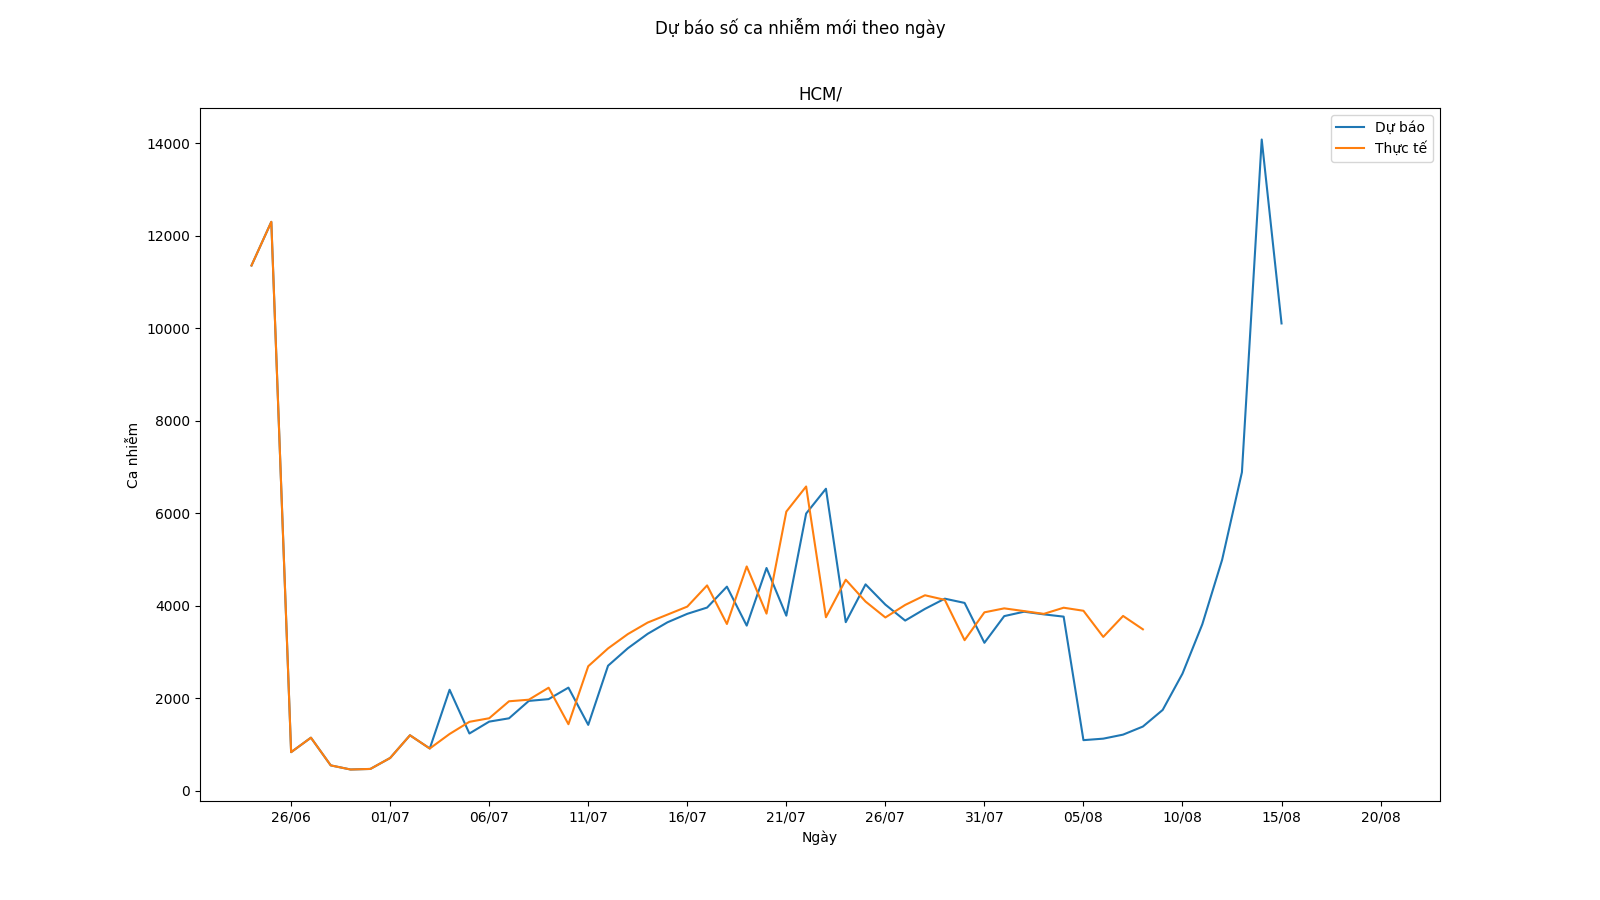 Dự báo số ca nhiễm mới theo ngày
HCM/
Dự báo
Thực tế
14000
12000
10000
8000
6000
4000
2000
0
Ca nhiễm
26/06 01/07 06/07 11/07 16/07 21/07 26/07 31/07 05/08 10/08 15/08 20/08
Ngày